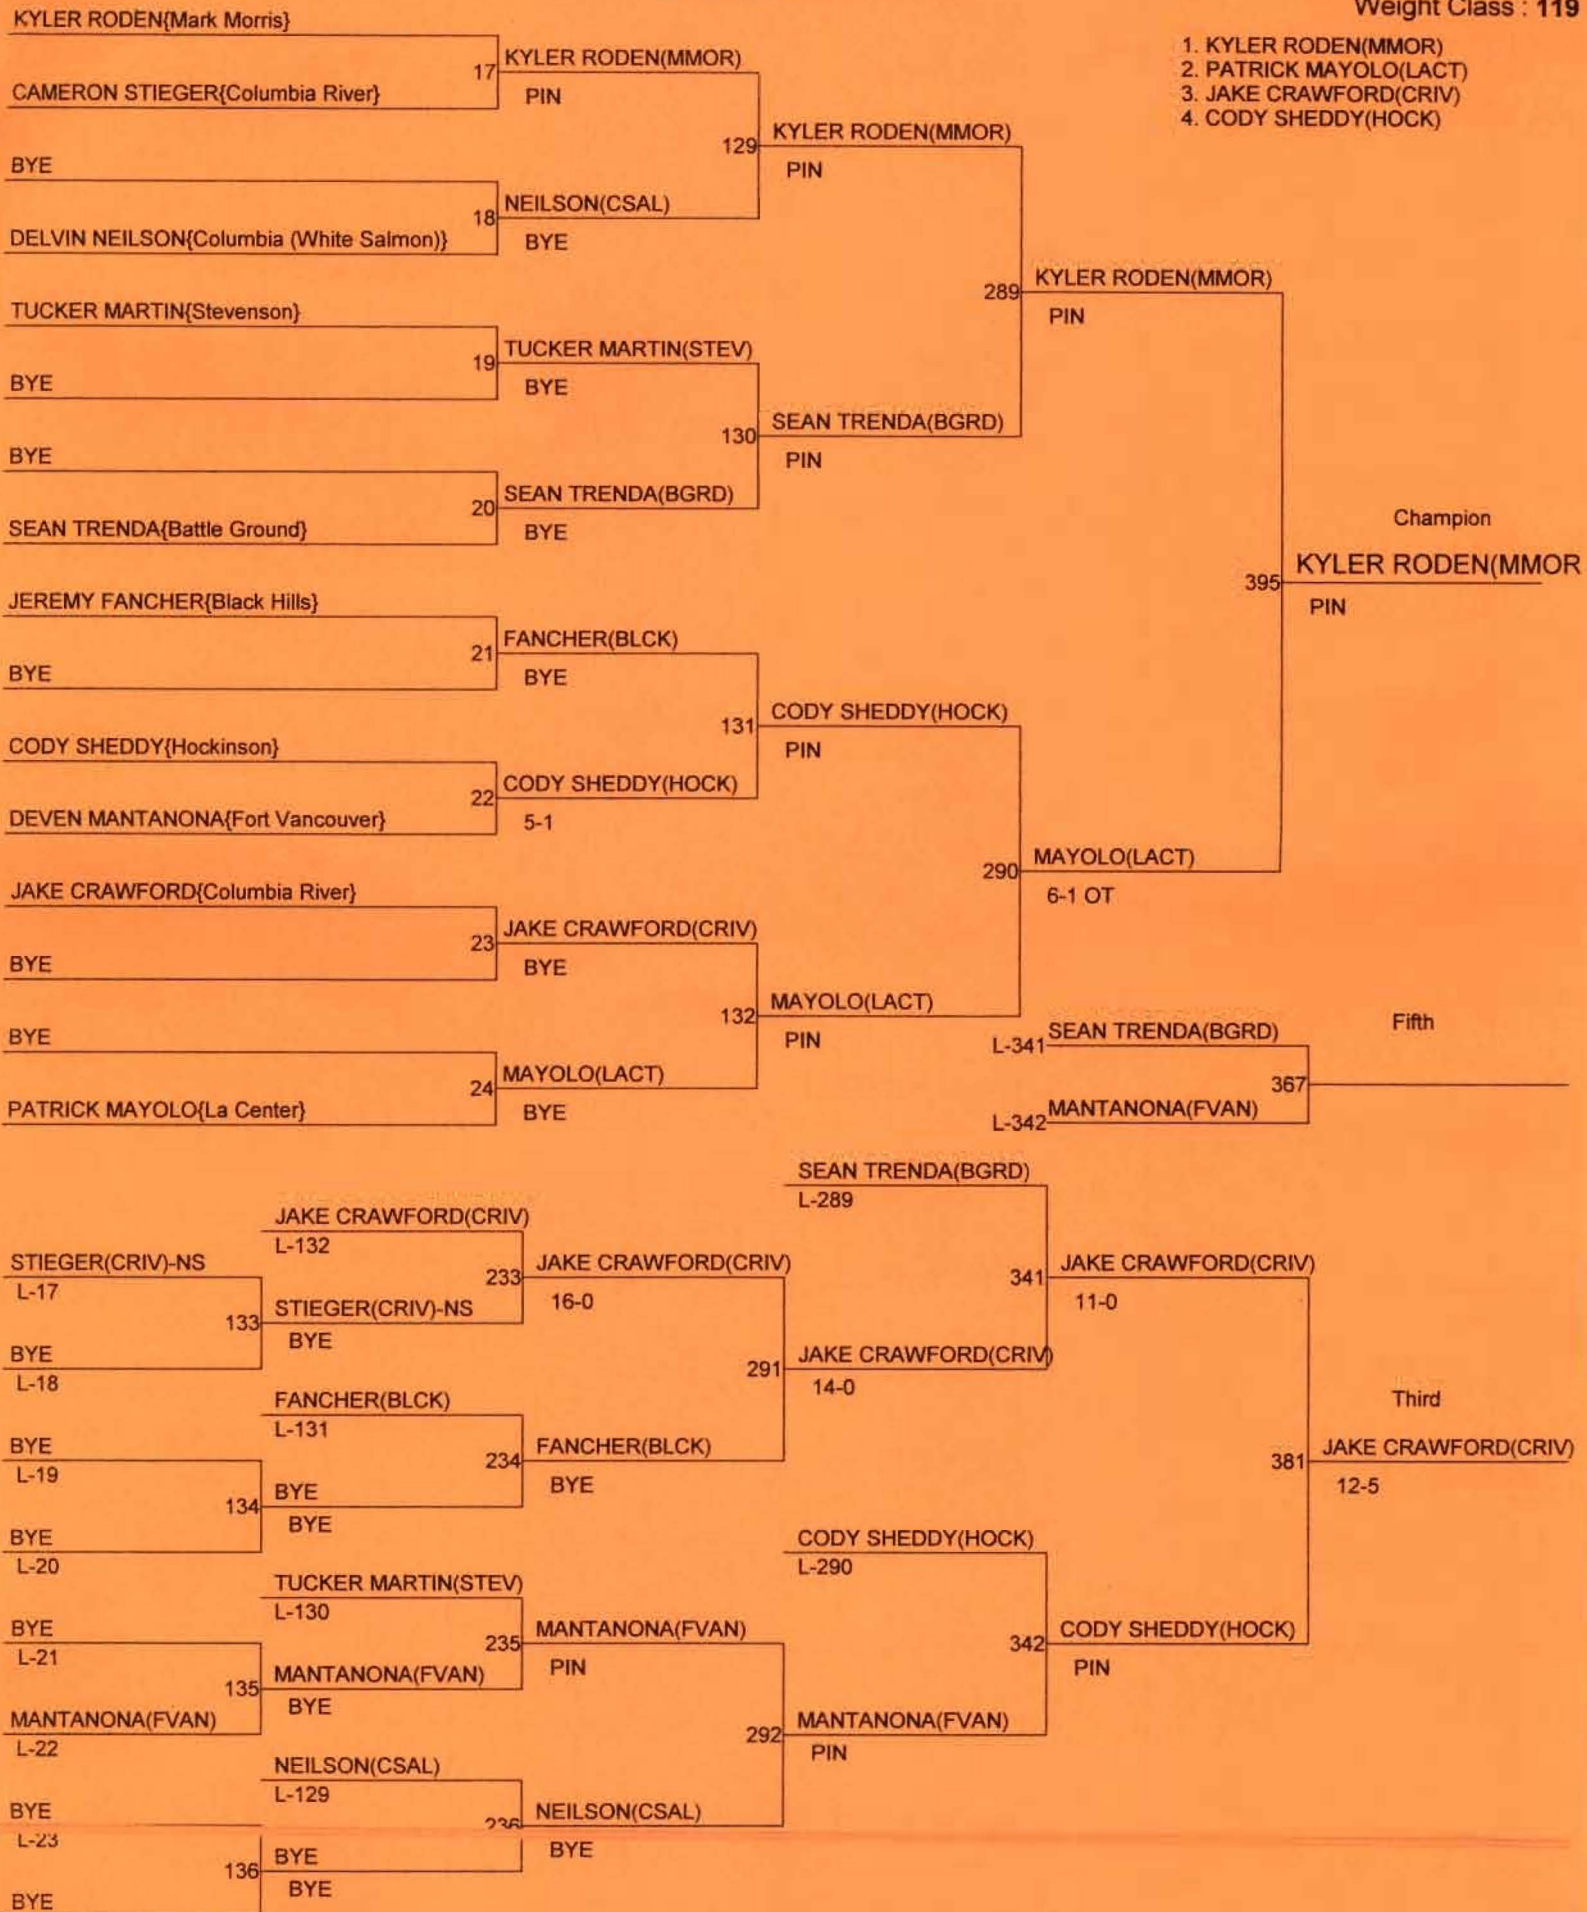 Weight Class : 119
1. KYLER RODEN(MMOR)
2. PATRICK MAYOLO(LACT)
3. JAKE CRAWFORD(CRIV)
4. CODY SHEDDY(HOCK)
KYLER RODEN{Mark Morris}
17
KYLER RODEN(MMOR)
PIN
CAMERON STIEGER{Columbia River}
129
KYLER RODEN(MMOR)
PIN
BYE
18
NEILSON(CSAL)
BYE
DELVIN NEILSON{Columbia (White Salmon)}
289
KYLER RODEN(MMOR)
PIN
TUCKER MARTIN{Stevenson}
19
TUCKER MARTIN(STEV)
BYE
BYE
130
SEAN TRENDA(BGRD)
PIN
BYE
20
SEAN TRENDA(BGRD)
BYE
SEAN TRENDA{Battle Ground}
Champion
395
KYLER RODEN(MMOR
PIN
JEREMY FANCHER{Black Hills}
21
FANCHER(BLCK)
BYE
BYE
131
CODY SHEDDY(HOCK)
PIN
CODY SHEDDY{Hockinson}
22
CODY SHEDDY(HOCK)
5-1
DEVEN MANTANONA{Fort Vancouver}
290
MAYOLO(LACT)
6-1 OT
JAKE CRAWFORD{Columbia River}
23
JAKE CRAWFORD(CRIV)
BYE
BYE
132
MAYOLO(LACT)
PIN
BYE
24
MAYOLO(LACT)
BYE
PATRICK MAYOLO{La Center}
L-341
SEAN TRENDA(BGRD)
Fifth
367
L-342
MANTANONA(FVAN)
SEAN TRENDA(BGRD)
L-289
JAKE CRAWFORD(CRIV)
L-132
STIEGER(CRIV)-NS
L-17
233
JAKE CRAWFORD(CRIV)
16-0
341
JAKE CRAWFORD(CRIV)
11-0
133
STIEGER(CRIV)-NS
BYE
BYE
L-18
291
JAKE CRAWFORD(CRIV)
14-0
FANCHER(BLCK)
L-131
Third
BYE
L-19
234
FANCHER(BLCK)
BYE
381
JAKE CRAWFORD(CRIV)
12-5
134
BYE
BYE
BYE
L-20
CODY SHEDDY(HOCK)
L-290
TUCKER MARTIN(STEV)
L-130
BYE
L-21
235
MANTANONA(FVAN)
PIN
342
CODY SHEDDY(HOCK)
PIN
135
MANTANONA(FVAN)
BYE
MANTANONA(FVAN)
L-22
292
MANTANONA(FVAN)
PIN
NEILSON(CSAL)
L-129
BYE
L-23
236
NEILSON(CSAL)
BYE
136
BYE
BYE
BYE